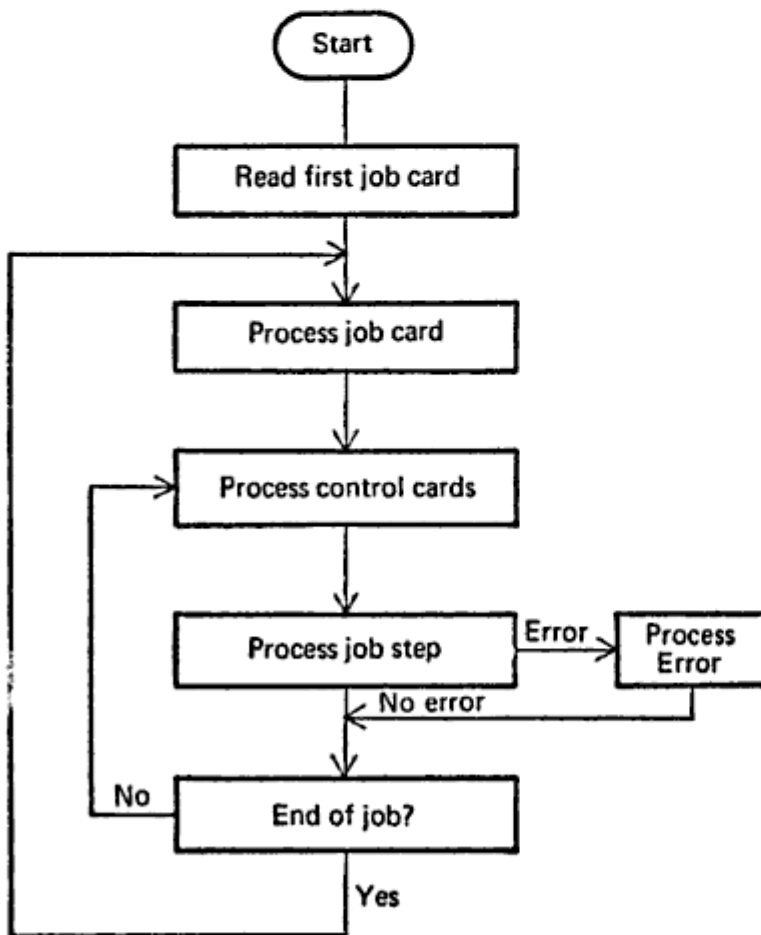 Start
Read first job card
Process job card
Process control cards
Process job step
Error
Process
Error
No error
No
End of job?
Yes